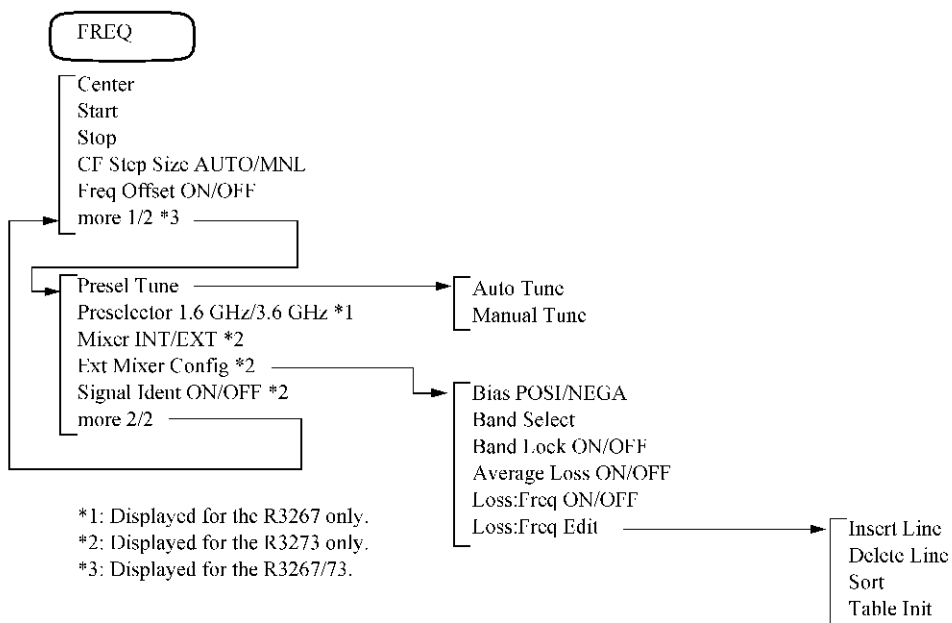 FREQ
Center
Start
Stop
CF Step Size AUTO/MNL
Freq Offset ON/OFF
more 1/2 *3
Presel Tune
Preselector 1.6 GHz/3.6 GHz *1
Mixer INT/EXT *2
Ext Mixer Config *2
Signal Ident ON/OFF *2
more 2/2
Auto Tune
Manual Tune
Bias POSI/NEGA
Band Select
Band Lock ON/OFF
Average Loss ON/OFF
Loss:Freq ON/OFF
Loss:Freq Edit
Insert Line
Delete Line
Sort
Table Init
*1: Displayed for the R3267 only.
*2: Displayed for the R3273 only.
*3: Displayed for the R3267/73.